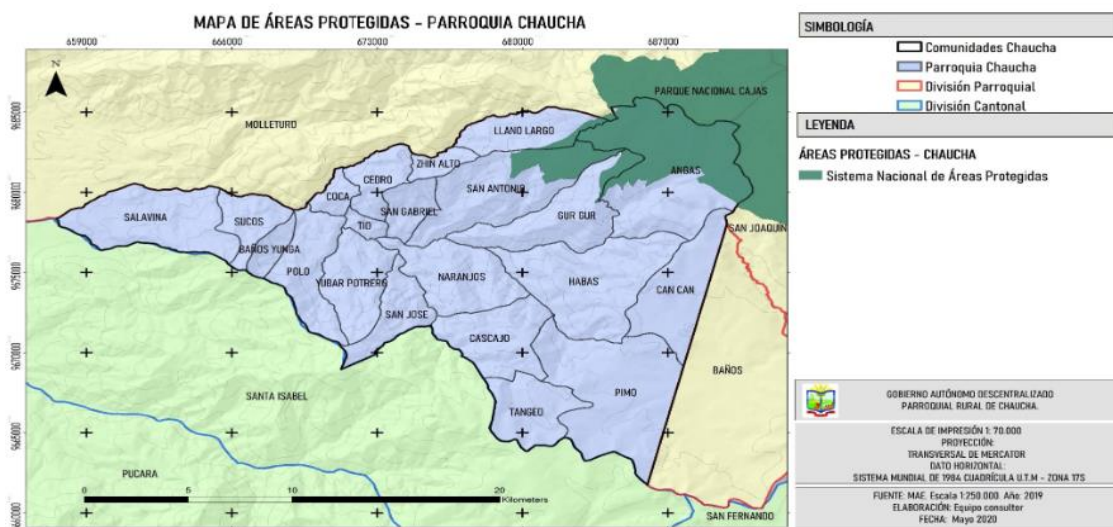 MAPA DE ÁREAS PROTEGIDAS - PARROQUIA CHAUCHA
659000 666000 673000 680000 687000
N
9685000
9680000
9675000
9670000
9665000
9660000
PARQUE NACIONAL CAJAS
MOLLETURO
LLANO LARGO
ZHIN ALTO
CEDRO
ANGAS
COCA
SAN ANTONIO
SAN GABRIEL
SALAVINA
SUCOS
TIO
GUR GUR
SAN JOAQUIN
BAÑOS YUNGA
POLO
YUBAR POTRERO
NARANJOS
HABAS
CAN CAN
SAN JOSE
CASCAJO
BAÑOS
SANTA ISABEL
PIMO
TANGEO
PUCARA
0 5 10 20
Kilometers
SAN FERNANDO
SIMBOLOGÍA
Comunidades Chaucha
Parroquia Chaucha
División Parroquial
División Cantonal
LEYENDA
ÁREAS PROTEGIDAS - CHAUCHA
Sistema Nacional de Áreas Protegidas
GOBIERNO AUTÓNOMO DESCENTRALIZADO
PARROQUIAL RURAL DE CHAUCHA.
ESCALA DE IMPRESIÓN 1: 70.000
PROYECCIÓN:
TRANSVERSAL DE MERCATOR
DATO HORIZONTAL:
SISTEMA MUNDIAL DE 1984 CUADRÍCULA U.T.M - ZONA 17S
FUENTE: MAE. Escala 1:250.000. Año: 2019
ELABORACIÓN: Equipo consultor
FECHA: Mayo 2020